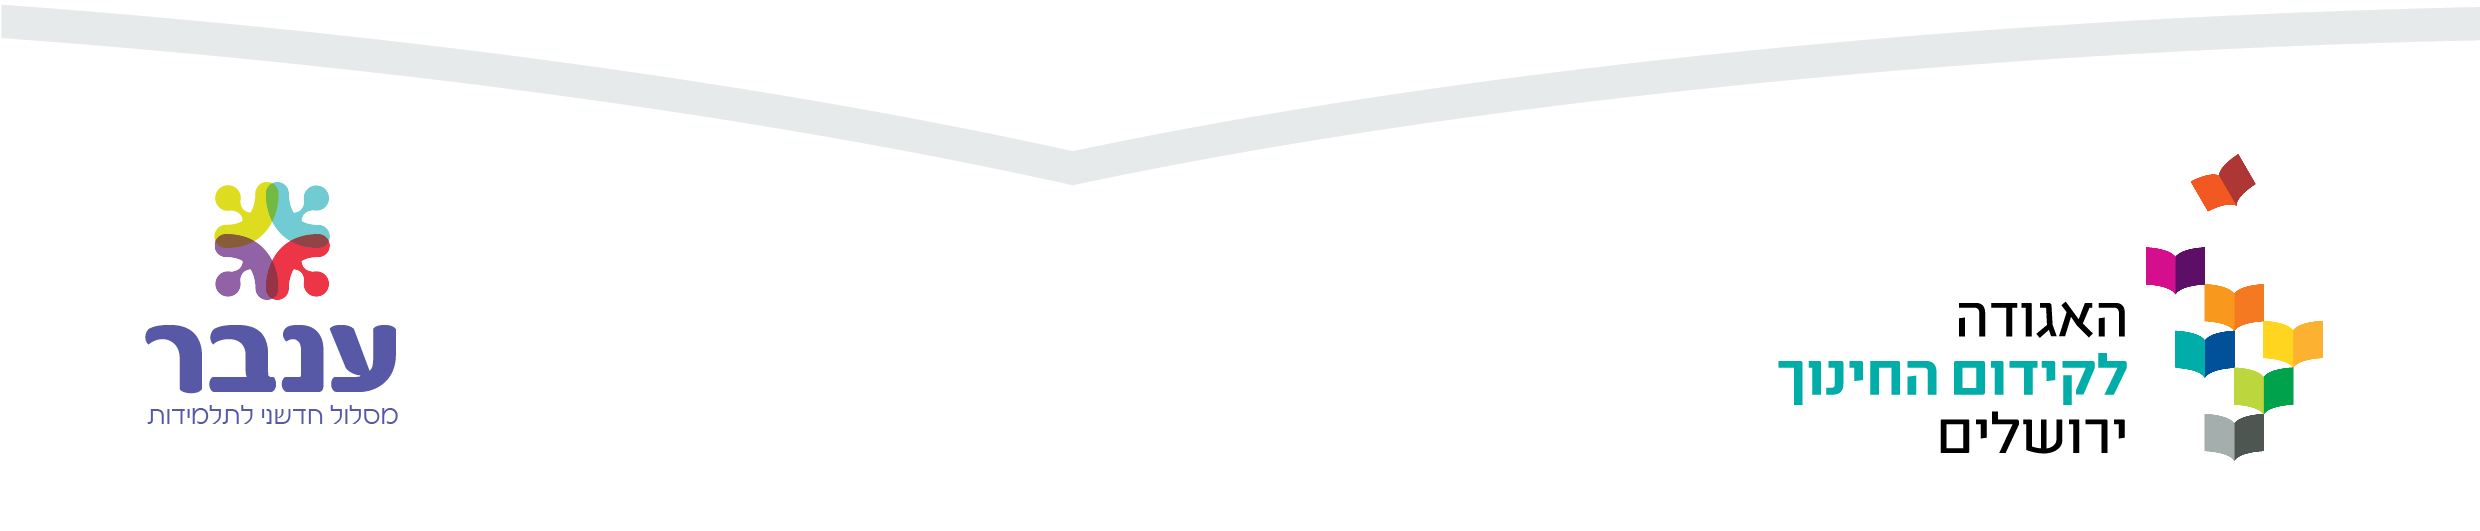 האגודה
לקידום החינוך
ירושלים
ענבר
מסלול חדשני לתלמידות